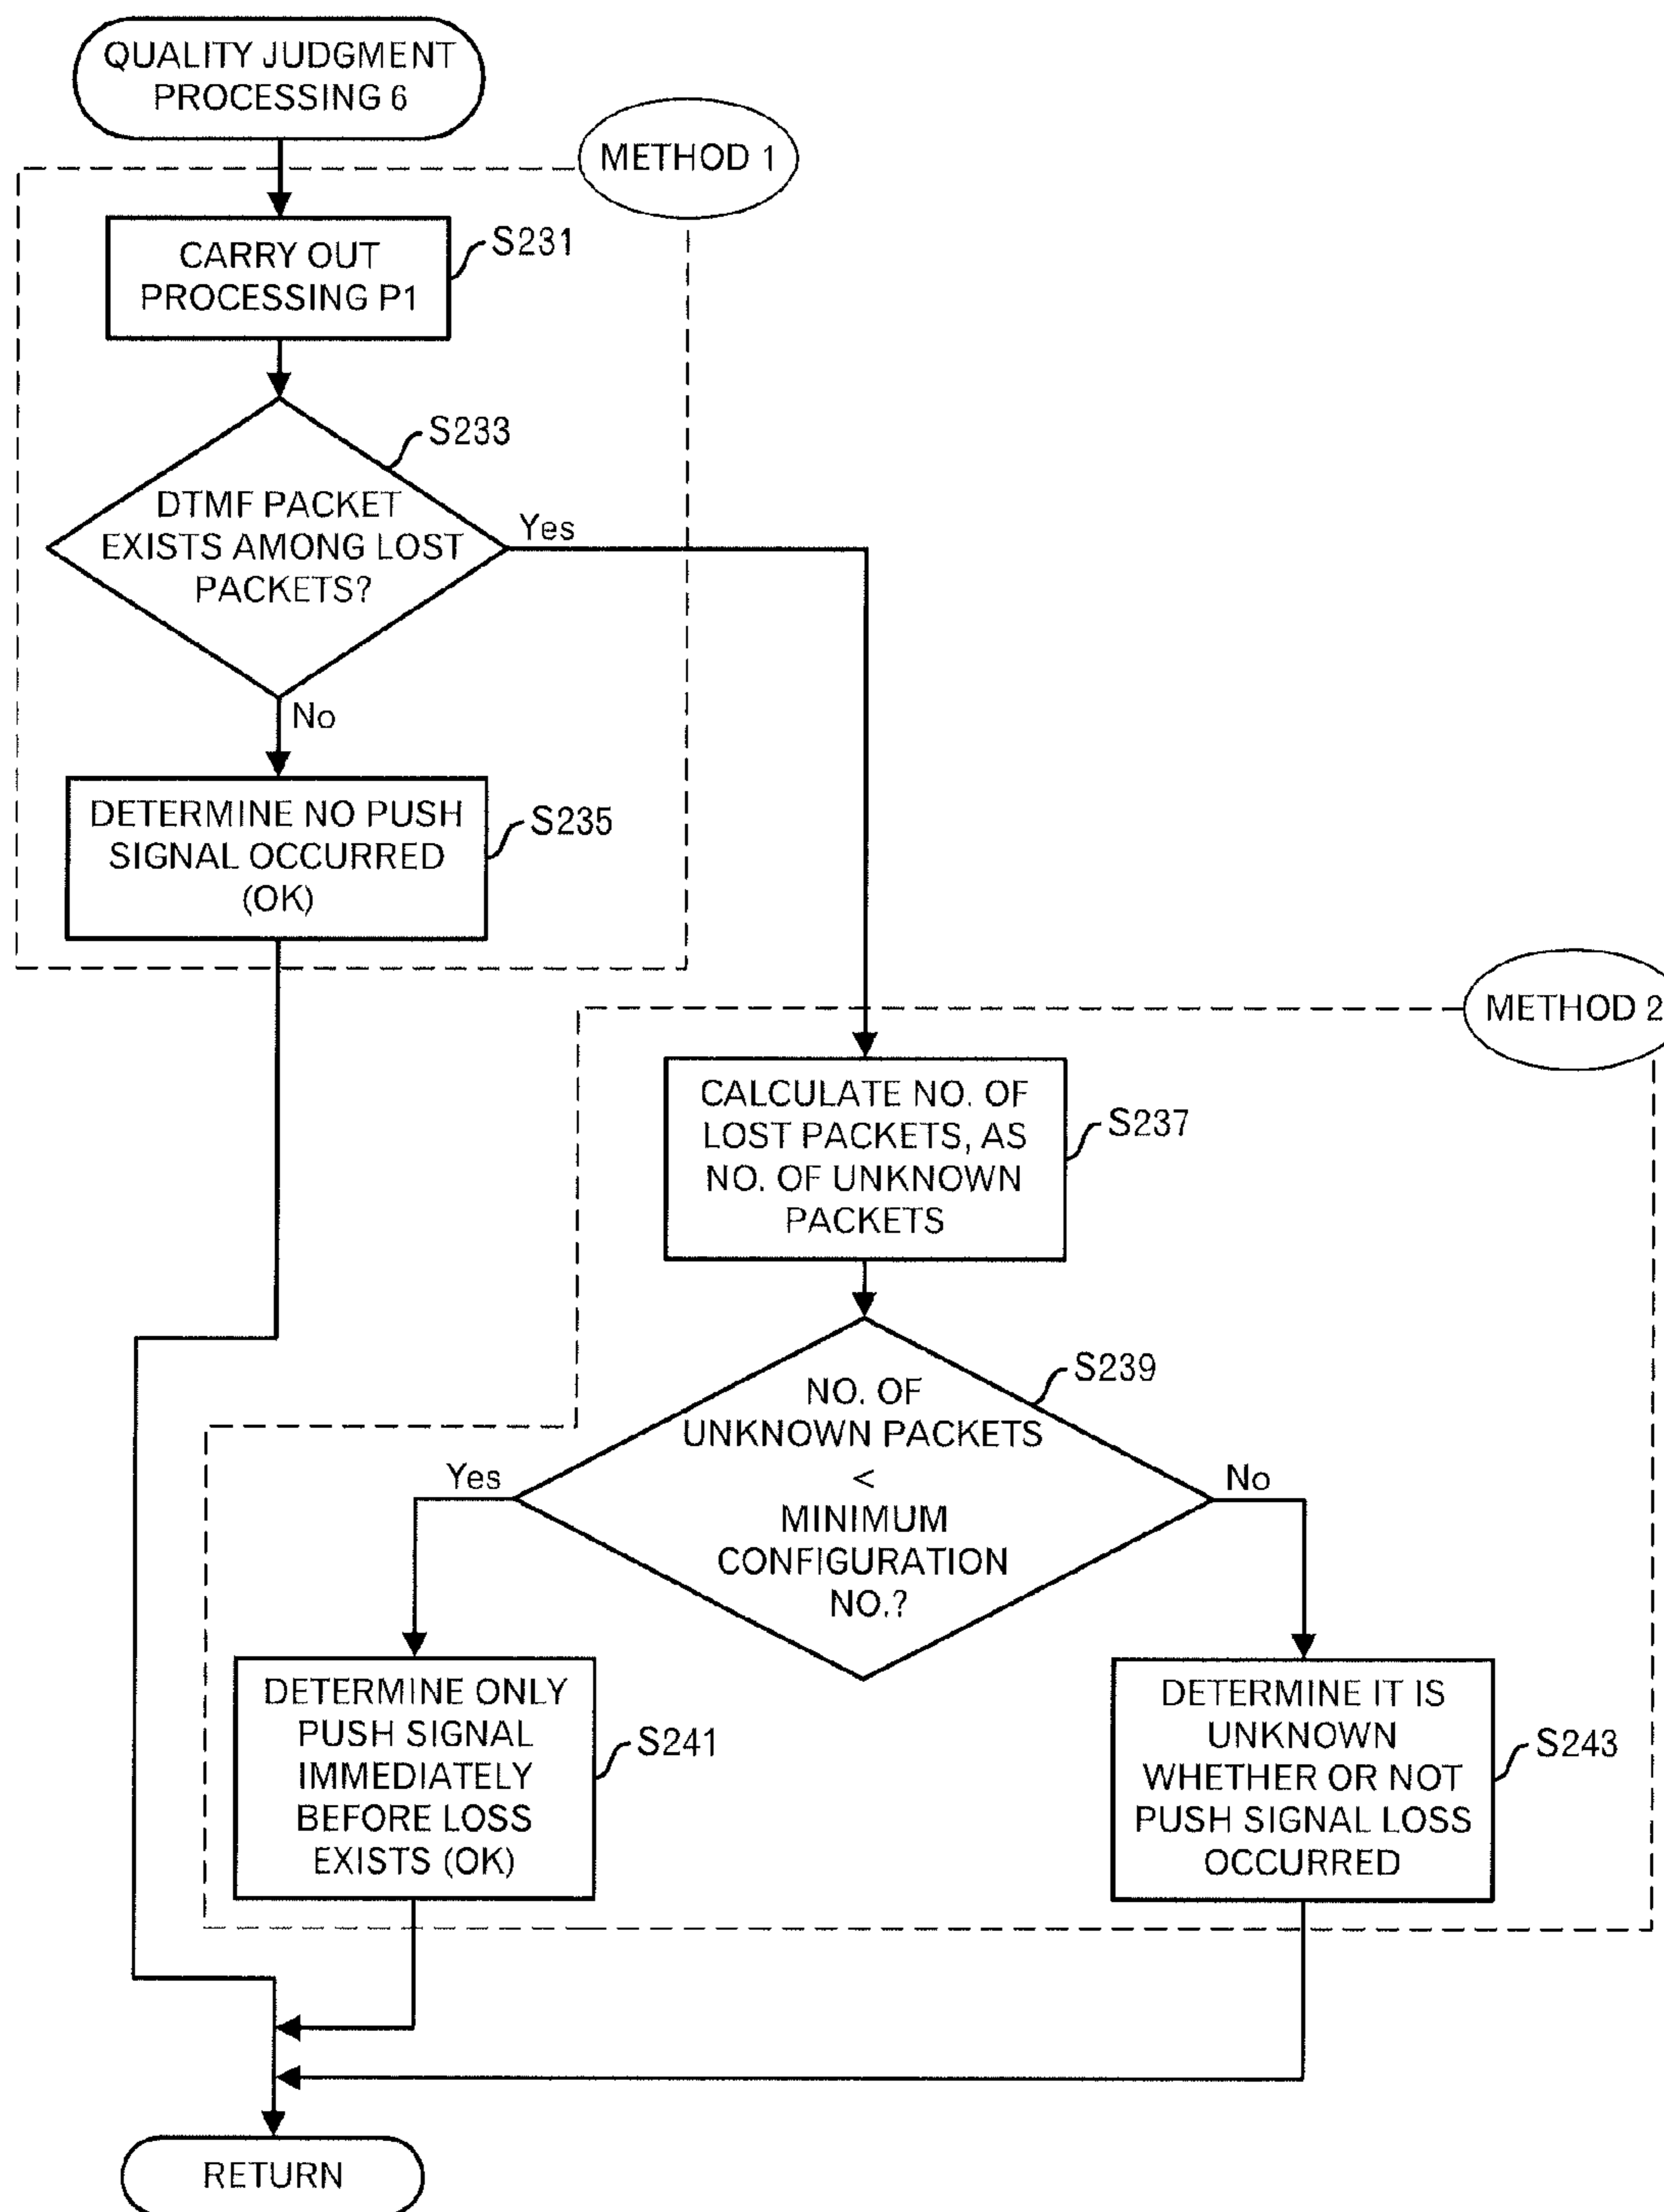 QUALITY JUDGMENT
PROCESSING 6
METHOD 1
CARRY OUT
PROCESSING P1
S231
S233
DTMF PACKET
EXISTS AMONG LOST
PACKETS?
Yes
No
DETERMINE NO PUSH
SIGNAL OCCURRED
(OK)
S235
METHOD 2
CALCULATE NO. OF
LOST PACKETS, AS
NO. OF UNKNOWN
PACKETS
S237
S239
NO. OF
UNKNOWN PACKETS
<
MINIMUM
CONFIGURATION
NO.?
Yes
No
DETERMINE ONLY
PUSH SIGNAL
IMMEDIATELY
BEFORE LOSS
EXISTS (OK)
S241
DETERMINE IT IS
UNKNOWN
WHETHER OR NOT
PUSH SIGNAL LOSS
OCCURRED
S243
RETURN